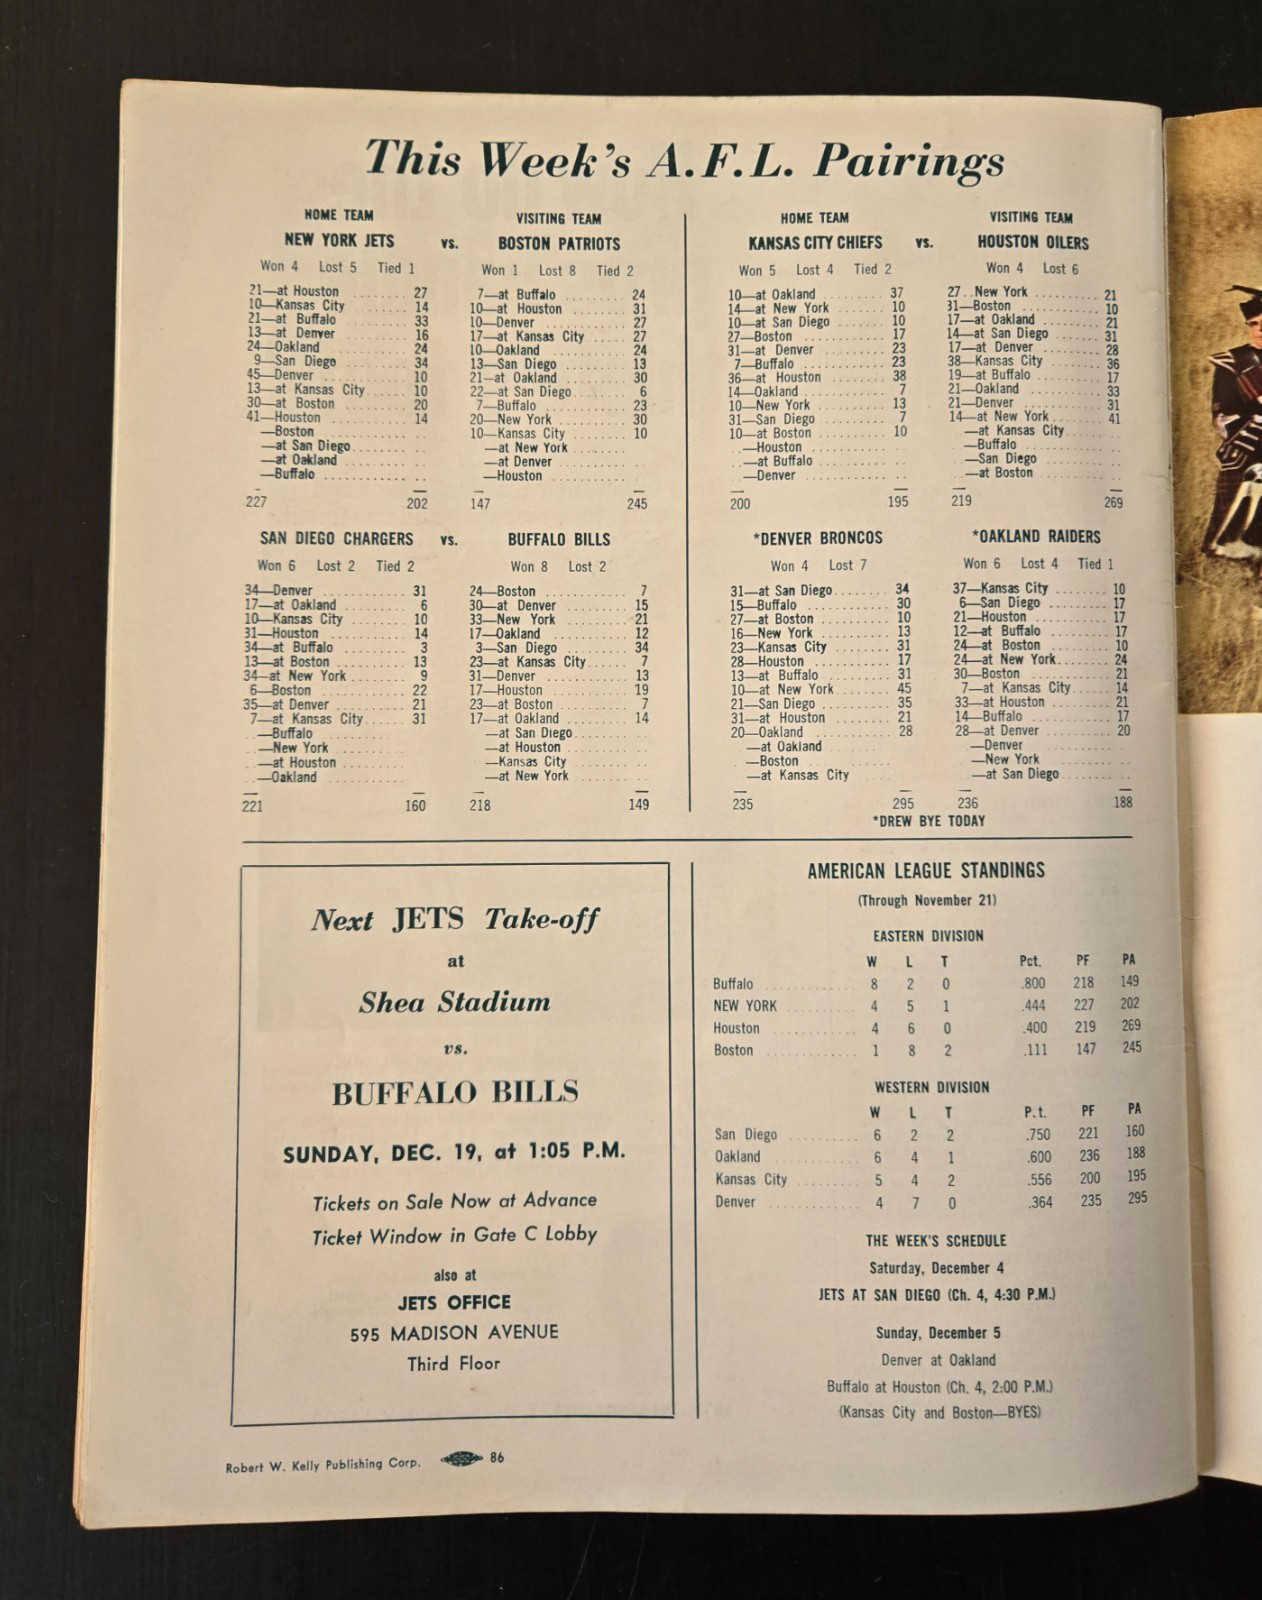 This Week's A.F.L. Pairings
HOME TEAM
NEW YORK JETS
vs.
VISITING TEAM
BOSTON PATRIOTS
Won 4 Lost 5 Tied 1
21—at Houston ........ 27
10—Kansas City ........ 14
21—at Buffalo ........ 33
13—at Denver ........ 16
24—Oakland ........ 24
9—San Diego ........ 34
45—Denver ........ 10
13—at Kansas City ..... 10
30—at Boston ........ 20
41—Houston ........ 14
—Boston ........ ..
—at San Diego ........ ..
—at Oakland ........ ..
—Buffalo ........ ..
227 202
Won 1 Lost 8 Tied 2
7—at Buffalo ........ 24
10—at Houston ........ 31
10—Denver ........ 27
17—at Kansas City ..... 27
10—Oakland ........ 24
13—San Diego ........ 13
21—at Oakland ........ 30
22—at San Diego ........ 6
7—Buffalo ........ 23
20—New York ........ 30
10—Kansas City ........ 10
—at New York ........
—at Denver ........ ..
—Houston ........ ..
147 245
HOME TEAM
KANSAS CITY CHIEFS
vs.
VISITING TEAM
HOUSTON OILERS
Won 5 Lost 4 Tied 2
10—at Oakland ........ 37
14—at New York ........ 10
10—at San Diego ........ 10
27—Boston ........ 17
31—at Denver ........ 23
7—Buffalo ........ 23
36—at Houston ........ 38
14—Oakland ........ 7
10—New York ........ 13
31—San Diego ........ 7
10—at Boston ........ 10
..—Houston ........ ..
..—at Buffalo ........ ..
..—Denver ........ ..
200 195
Won 4 Lost 6
27..New York ........ 21
31—Boston ........ 10
17—at Oakland ........ 21
14—at San Diego ........ 31
17—at Denver ........ 28
38—Kansas City ........ 36
19—at Buffalo ........ 17
21—Oakland ........ 33
21—Denver ........ 31
14—at New York ........ 41
—at Kansas City ........
—Buffalo ........ ..
—San Diego ........ ..
..—at Boston ........ ..
219 269
SAN DIEGO CHARGERS
vs.
BUFFALO BILLS
Won 6 Lost 2 Tied 2
34—Denver ........ 31
17—at Oakland ........ 6
10—Kansas City ........ 10
31—Houston ........ 14
34—at Buffalo ........ 3
13—at Boston ........ 13
34—at New York ........ 9
6—Boston ........ 22
35—at Denver ........ 21
7—at Kansas City ..... 31
..—Buffalo ........
..—New York ........
..—at Houston ........
..—Oakland ........
221 160
Won 8 Lost 2
24—Boston ........ 7
30—at Denver ........ 15
33—New York ........ 21
17—Oakland ........ 12
3—San Diego ........ 34
23—at Kansas City ..... 7
31—Denver ........ 13
17—Houston ........ 19
23—at Boston ........ 7
17—at Oakland ........ 14
—at San Diego ........ ..
—at Houston ........ ..
—Kansas City ........ ..
—at New York ........ ..
218 149
*DENVER BRONCOS
Won 4 Lost 7
31—at San Diego ........ 34
15—Buffalo ........ 30
27—at Boston ........ 10
16—New York ........ 13
23—Kansas City ........ 31
28—Houston ........ 17
13—at Buffalo ........ 31
10—at New York ........ 45
21—San Diego ........ 35
31—at Houston ........ 21
20—Oakland ........ 28
—at Oakland
—Boston ........
—at Kansas City
235 295
*OAKLAND RAIDERS
Won 6 Lost 4 Tied 1
37—Kansas City ........ 10
6—San Diego ........ 17
21—Houston ........ 17
12—at Buffalo ........ 17
24—at Boston ........ 10
24—at New York ........ 24
30—Boston ........ 21
7—at Kansas City ..... 14
33—at Houston ........ 21
14—Buffalo ........ 17
28—at Denver ........ 20
—Denver ........
—New York ........ ..
—at San Diego ........ ..
236 188
*DREW BYE TODAY
Next JETS Take-off
at
Shea Stadium
vs.
BUFFALO BILLS
SUNDAY, DEC. 19, at 1:05 P.M.
Tickets on Sale Now at Advance
Ticket Window in Gate C Lobby
also at
JETS OFFICE
595 MADISON AVENUE
Third Floor
AMERICAN LEAGUE STANDINGS
(Through November 21)
EASTERN DIVISION
W L T Pct. PF PA
Buffalo ........ 8 2 0 .800 218 149
NEW YORK ........ 4 5 1 .444 227 202
Houston ........ 4 6 0 .400 219 269
Boston ........ 1 8 2 .111 147 245
WESTERN DIVISION
W L T P.t. PF PA
San Diego ........ 6 2 2 .750 221 160
Oakland ........ 6 4 1 .600 236 188
Kansas City ........ 5 4 2 .556 200 195
Denver ........ 4 7 0 .364 235 295
THE WEEK'S SCHEDULE
Saturday, December 4
JETS AT SAN DIEGO (Ch. 4, 4:30 P.M.)
Sunday, December 5
Denver at Oakland
Buffalo at Houston (Ch. 4, 2:00 P.M.)
(Kansas City and Boston—BYES)
Robert W. Kelly Publishing Corp. 86